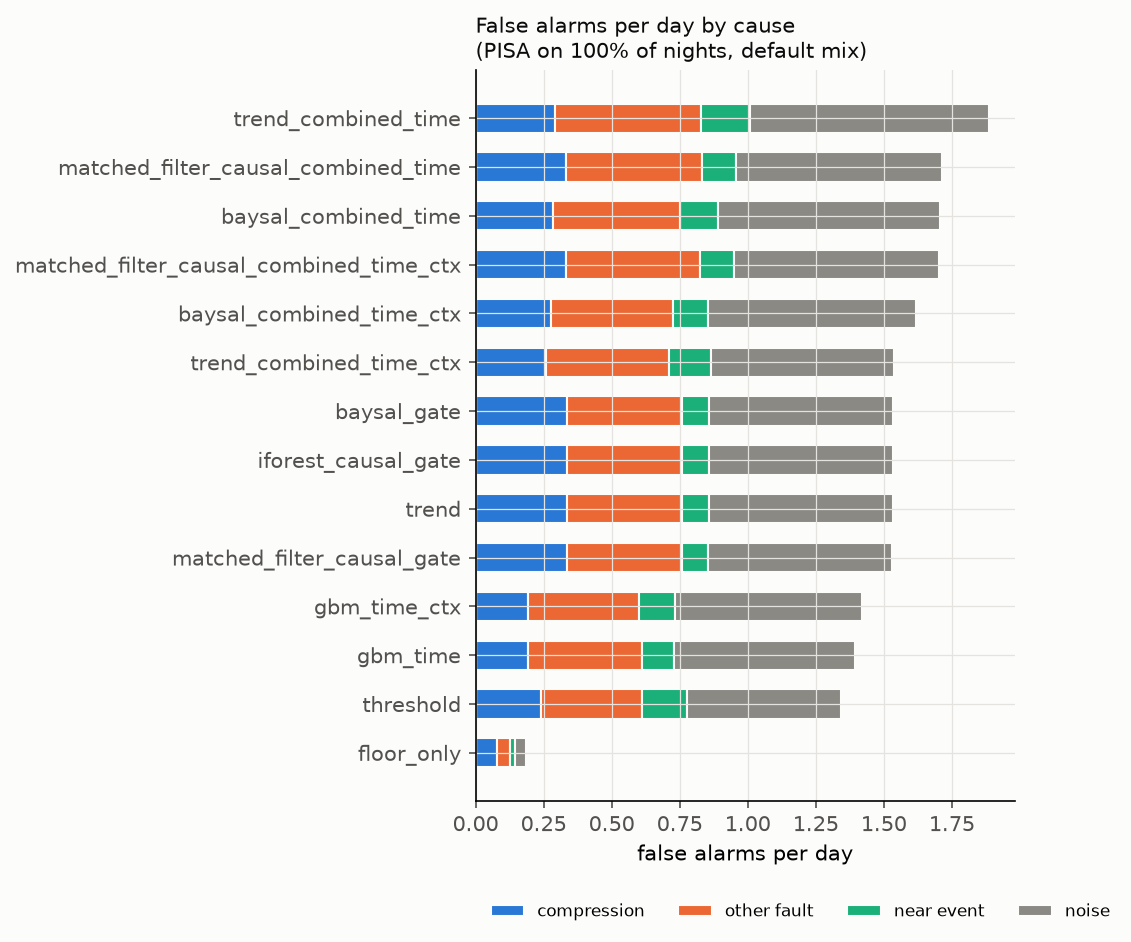 False alarms per day by cause
(PISA on 100% of nights, default mix)
trend_combined_time
matched_filter_causal_combined_time
baysal_combined_time
matched_filter_causal_combined_time_ctx
baysal_combined_time_ctx
trend_combined_time_ctx
baysal_gate
iforest_causal_gate
trend
matched_filter_causal_gate
gbm_time_ctx
gbm_time
threshold
floor_only
0.00 0.25 0.50 0.75 1.00 1.25 1.50 1.75
false alarms per day
compression other fault near event noise